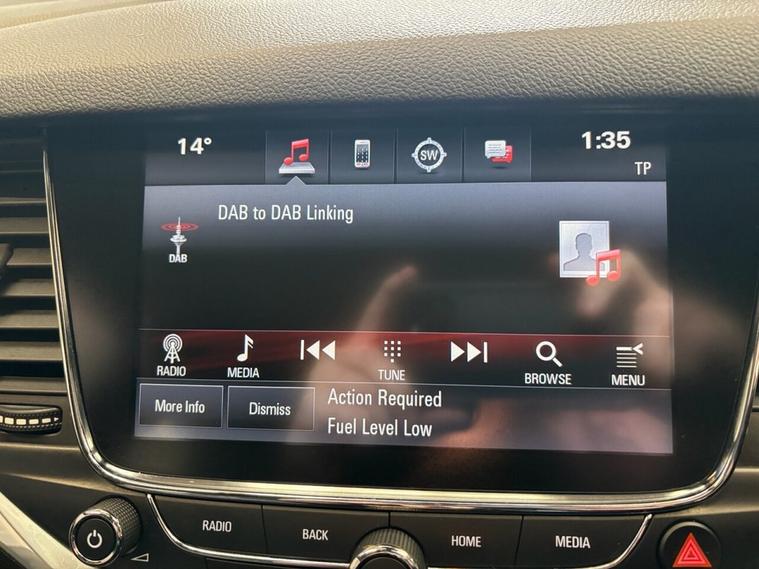 14°
SW
1:35
TP
DAB to DAB Linking
DAB
RADIO
MEDIA
TUNE
BROWSE
MENU
More Info
Dismiss
Action Required
Fuel Level Low
RADIO
BACK
HOME
MEDIA